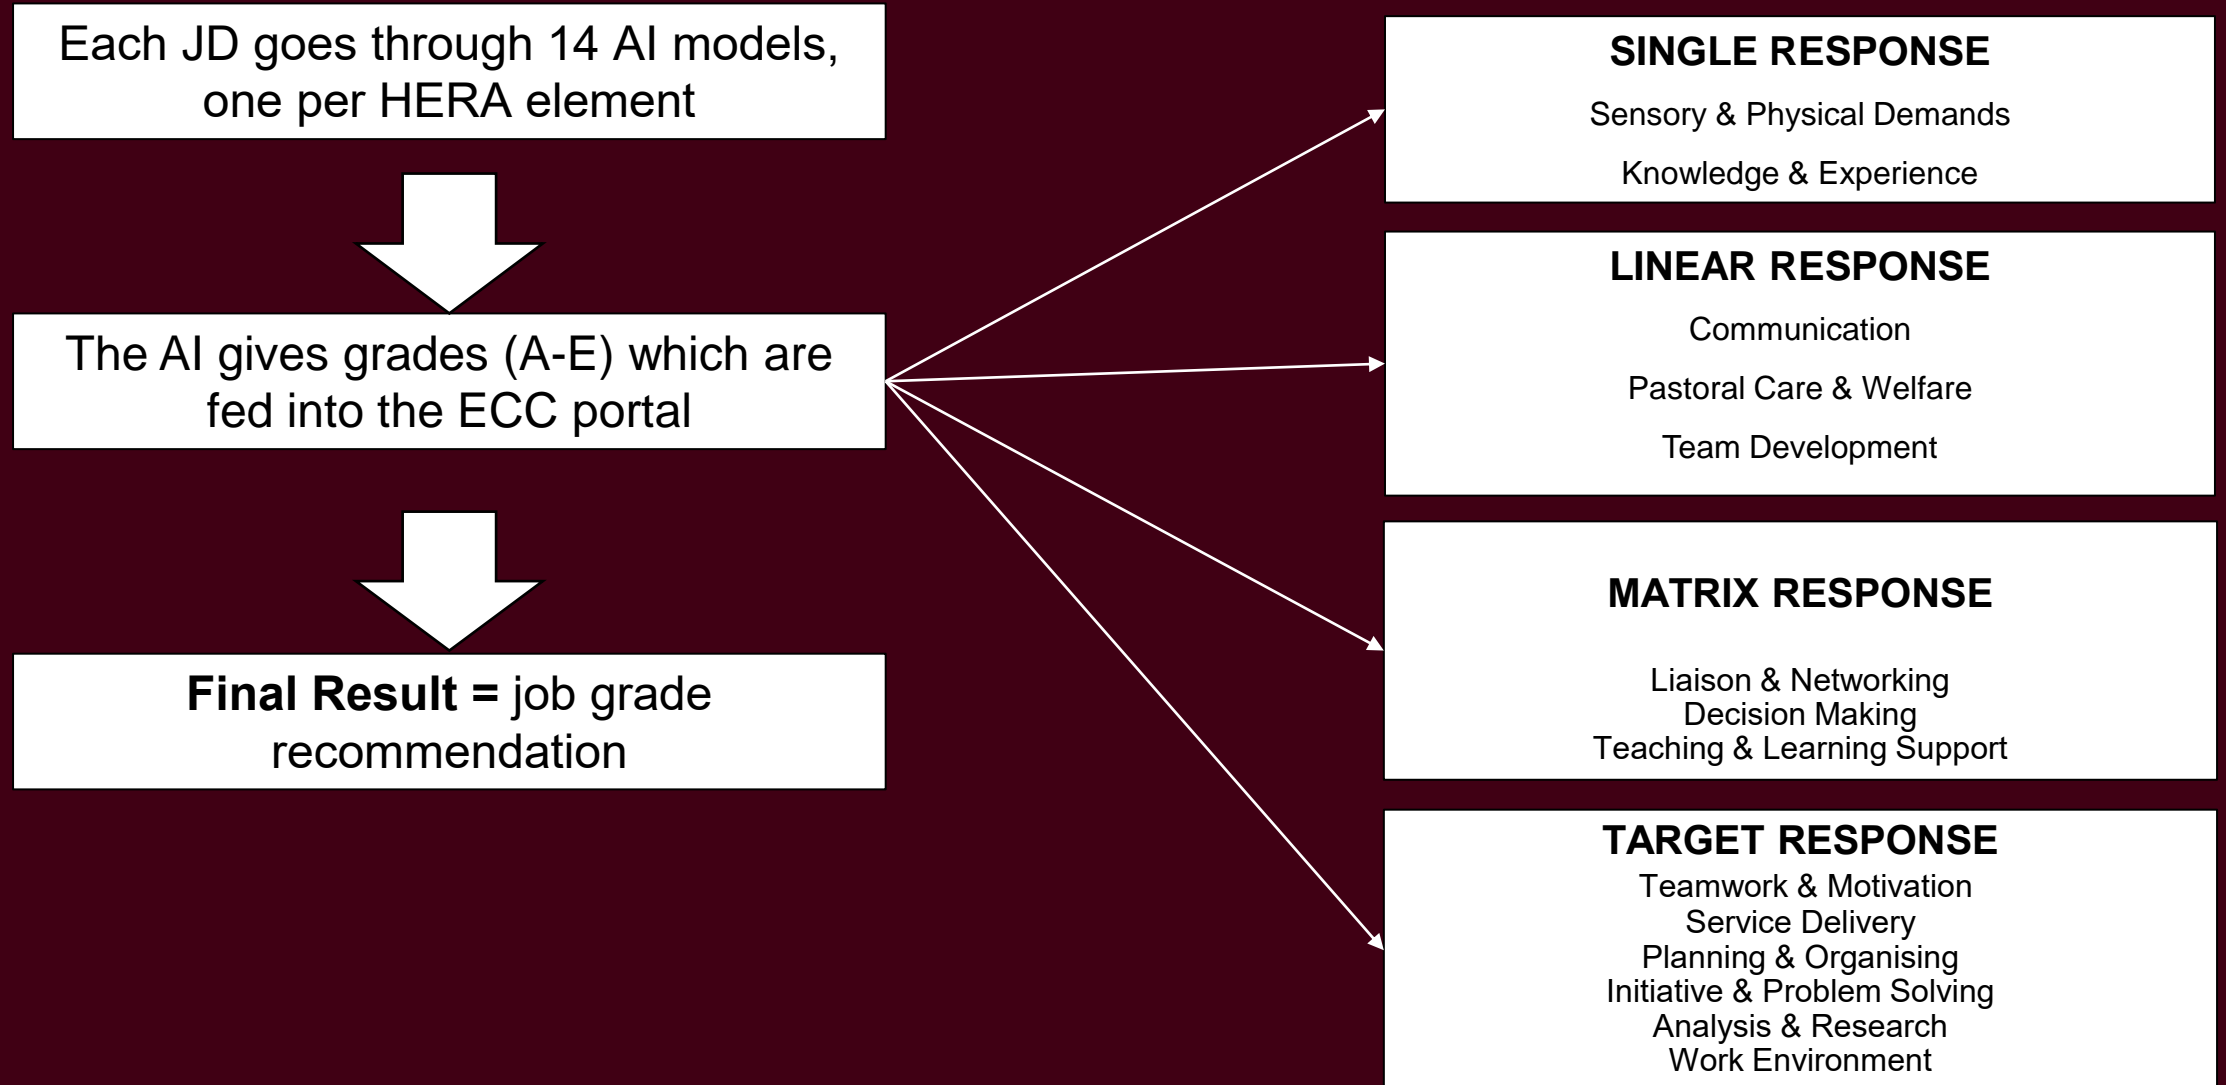 Each JD goes through 14 AI models,
one per HERA element
The AI gives grades (A-E) which are
fed into the ECC portal
Final Result = job grade
recommendation
SINGLE RESPONSE
Sensory & Physical Demands
Knowledge & Experience
LINEAR RESPONSE
Communication
Pastoral Care & Welfare
Team Development
MATRIX RESPONSE
Liaison & Networking
Decision Making
Teaching & Learning Support
TARGET RESPONSE
Teamwork & Motivation
Service Delivery
Planning & Organising
Initiative & Problem Solving
Analysis & Research
Work Environment